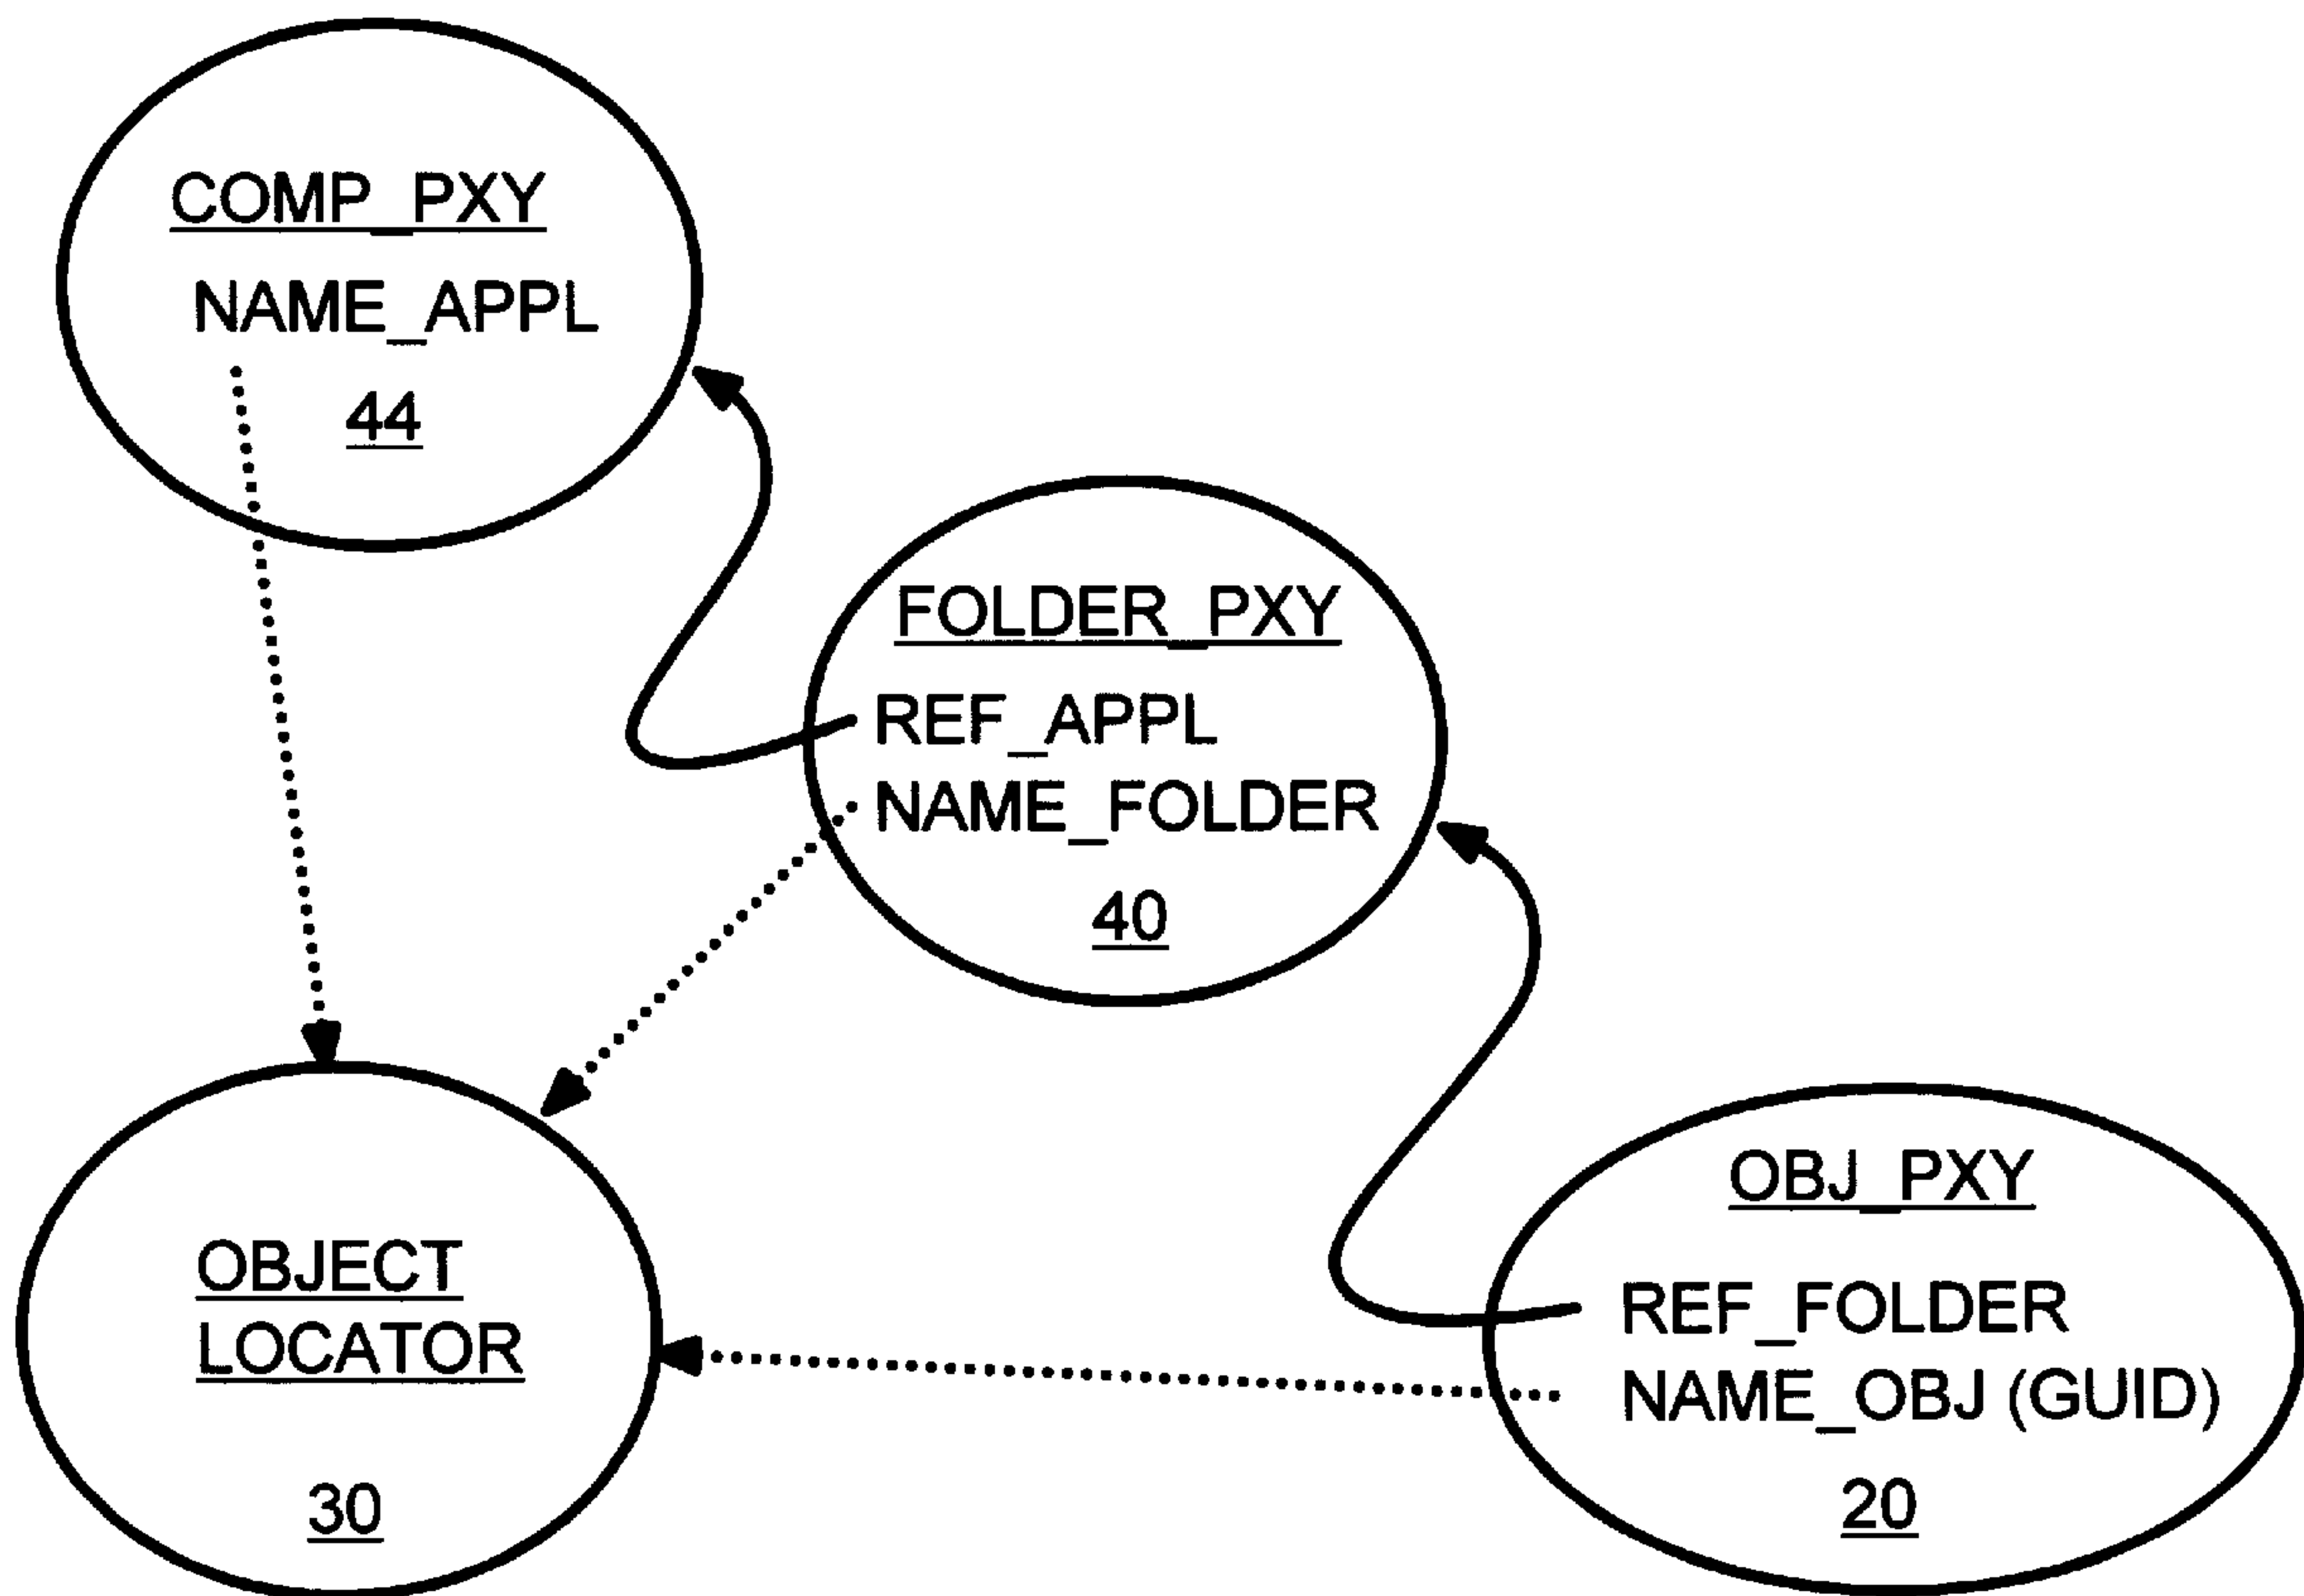 COMP_PXY
NAME_APPL
44
FOLDER_PXY
REF_APPL
NAME_FOLDER
40
OBJECT
LOCATOR
30
OBJ_PXY
REF_FOLDER
NAME_OBJ (GUID)
20